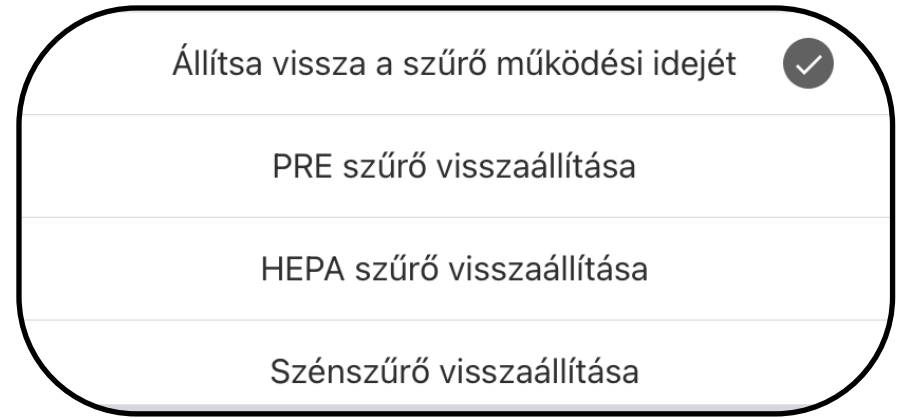 Állítsa vissza a szűrő működési idejét
PRE szűrő visszaállítása
HEPA szűrő visszaállítása
Szénszűrő visszaállítása